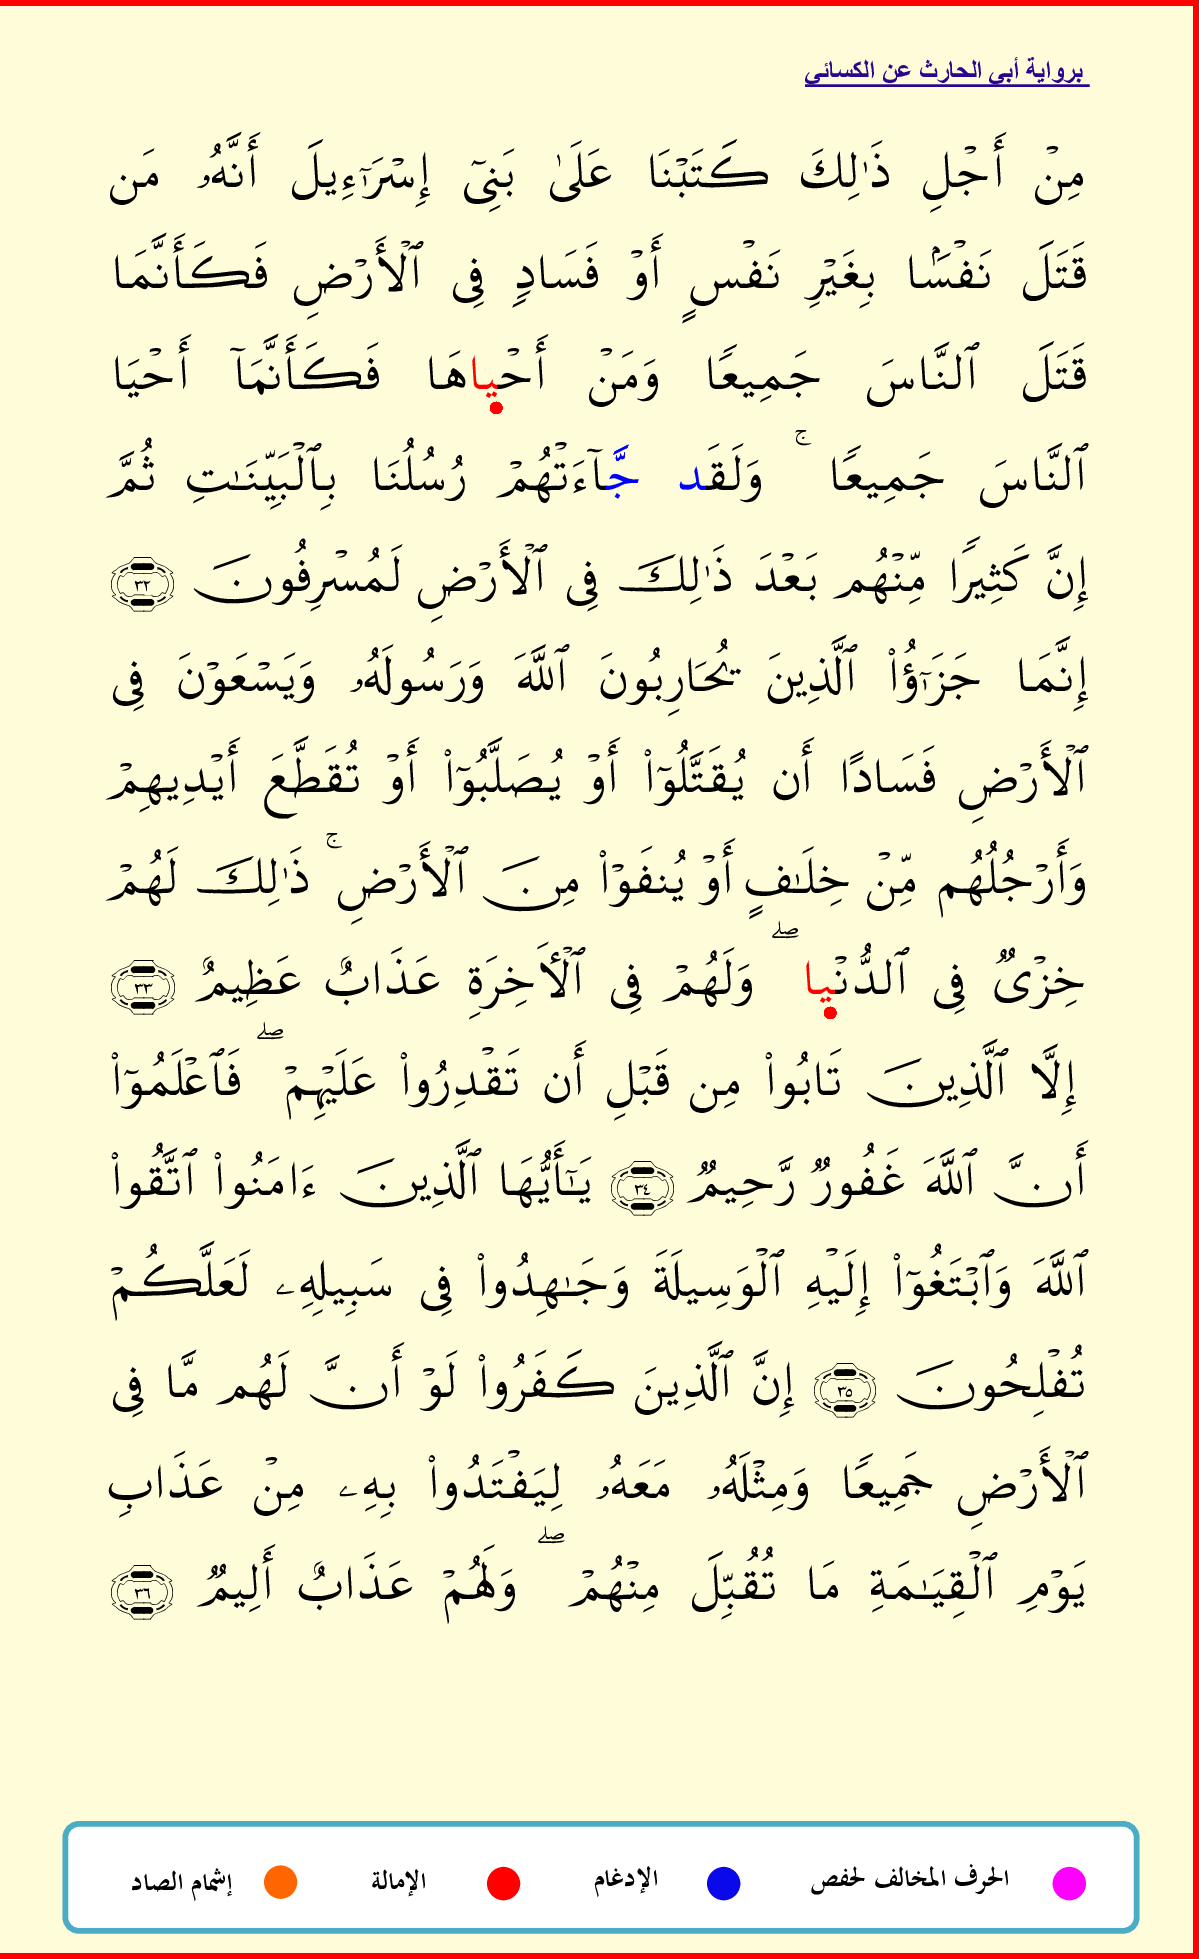 برواية أبي الحارث عن الكسائي
مِنۡ أَجۡلِ ذَٰلِكَ كَتَبۡنَا عَلَىٰ بَنِيٓ إِسۡرَٰٓءِيلَ أَنَّهُۥ مَن
قَتَلَ نَفۡسَۢا بِغَيۡرِ نَفۡسٍ أَوۡ فَسَادٖ فِي ٱلۡأَرۡضِ فَكَأَنَّمَا
قَتَلَ ٱلنَّاسَ جَمِيعٗا وَمَنۡ أَحۡياهَا فَكَأَنَّمَآ أَحۡيَا
ٱلنَّاسَ جَمِيعٗاۚ وَلَقَد جَّآءَتۡهُمۡ رُسُلُنَا بِٱلۡبَيِّنَٰتِ ثُمَّ
إِنَّ كَثِيرٗا مِّنۡهُم بَعۡدَ ذَٰلِكَ فِي ٱلۡأَرۡضِ لَمُسۡرِفُونَ ٣٢
إِنَّمَا جَزَٰٓؤُاْ ٱلَّذِينَ يُحَارِبُونَ ٱللَّهَ وَرَسُولَهُۥ وَيَسۡعَوۡنَ فِي
ٱلۡأَرۡضِ فَسَادًا أَن يُقَتَّلُوٓاْ أَوۡ يُصَلَّبُوٓاْ أَوۡ تُقَطَّعَ أَيۡدِيهِمۡ
وَأَرۡجُلُهُم مِّنۡ خِلَٰفٍ أَوۡ يُنفَوۡاْ مِنَ ٱلۡأَرۡضِۚ ذَٰلِكَ لَهُمۡ
خِزۡيٞ فِي ٱلدُّنۡياۖ وَلَهُمۡ فِي ٱلۡأٓخِرَةِ عَذَابٌ عَظِيمٌ ٣٣
إِلَّا ٱلَّذِينَ تَابُواْ مِن قَبۡلِ أَن تَقۡدِرُواْ عَلَيۡهِمۡۖ فَٱعۡلَمُوٓاْ
أَنَّ ٱللَّهَ غَفُورٞ رَّحِيمٞ ٣٤ يَٰٓأَيُّهَا ٱلَّذِينَ ءَامَنُواْ ٱتَّقُواْ
ٱللَّهَ وَٱبۡتَغُوٓاْ إِلَيۡهِ ٱلۡوَسِيلَةَ وَجَٰهِدُواْ فِي سَبِيلِهِۦ لَعَلَّكُمۡ
تُفۡلِحُونَ ٣٥ إِنَّ ٱلَّذِينَ كَفَرُواْ لَوۡ أَنَّ لَهُم مَّا فِي
ٱلۡأَرۡضِ جَمِيعٗا وَمِثۡلَهُۥ مَعَهُۥ لِيَفۡتَدُواْ بِهِۦ مِنۡ عَذَابِ
يَوۡمِ ٱلۡقِيَٰمَةِ مَا تُقُبِّلَ مِنۡهُمۡۖ وَلَهُمۡ عَذَابٌ أَلِيمٞ ٣٦
الحرف المخالف لحفص الإدغام الإمالة إشمام الصاد